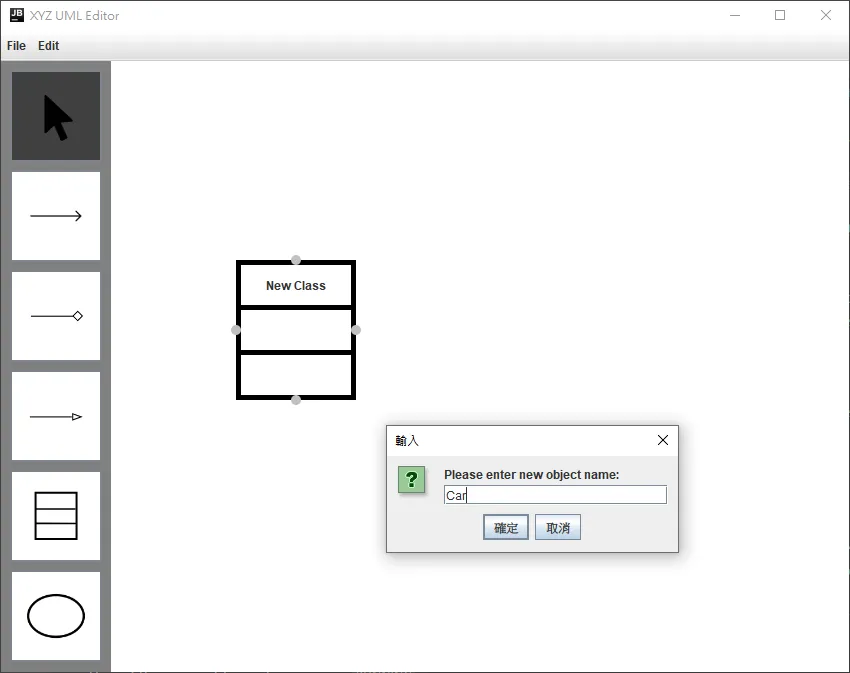 JB
XYZ UML Editor
File Edit
New Class
輸入
?
Please enter new object name:
Car
確定 取消